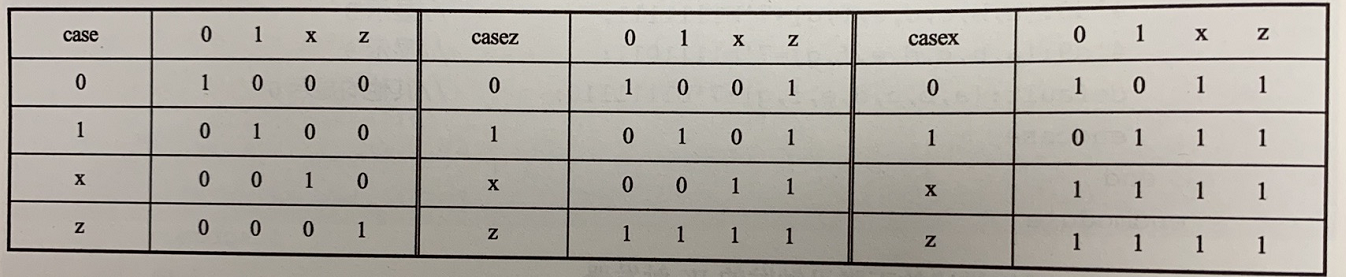 case 0 1 x z casez 0 1 x z casex 0 1 x z
0 1 0 0 0 0 1 0 0 1 0 1 0 1 1
1 0 1 0 0 1 0 1 0 1 1 0 1 1 1
x 0 0 1 0 x 0 0 1 1 x 1 1 1 1
z 0 0 0 1 z 1 1 1 1 z 1 1 1 1